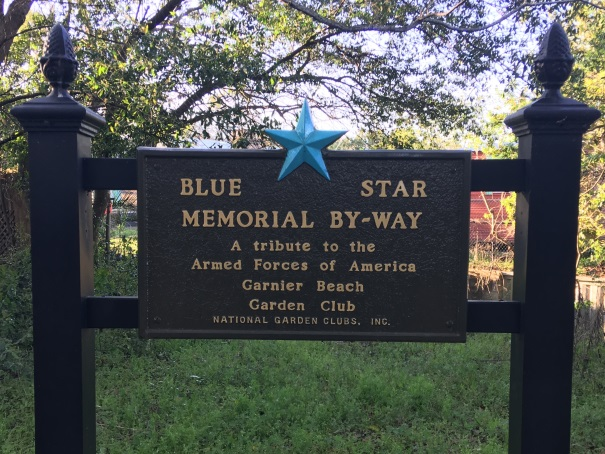 BLUE STAR
MEMORIAL BY-WAY
A tribute to the
Armed Forces of America
Garnier Beach
Garden Club
NATIONAL GARDEN CLUBS, INC.